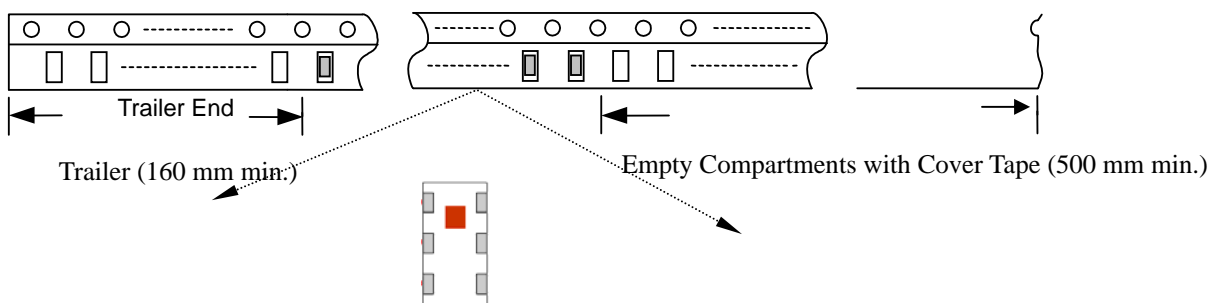 Trailer End
Trailer (160 mm min.)
Empty Compartments with Cover Tape (500 mm min.)